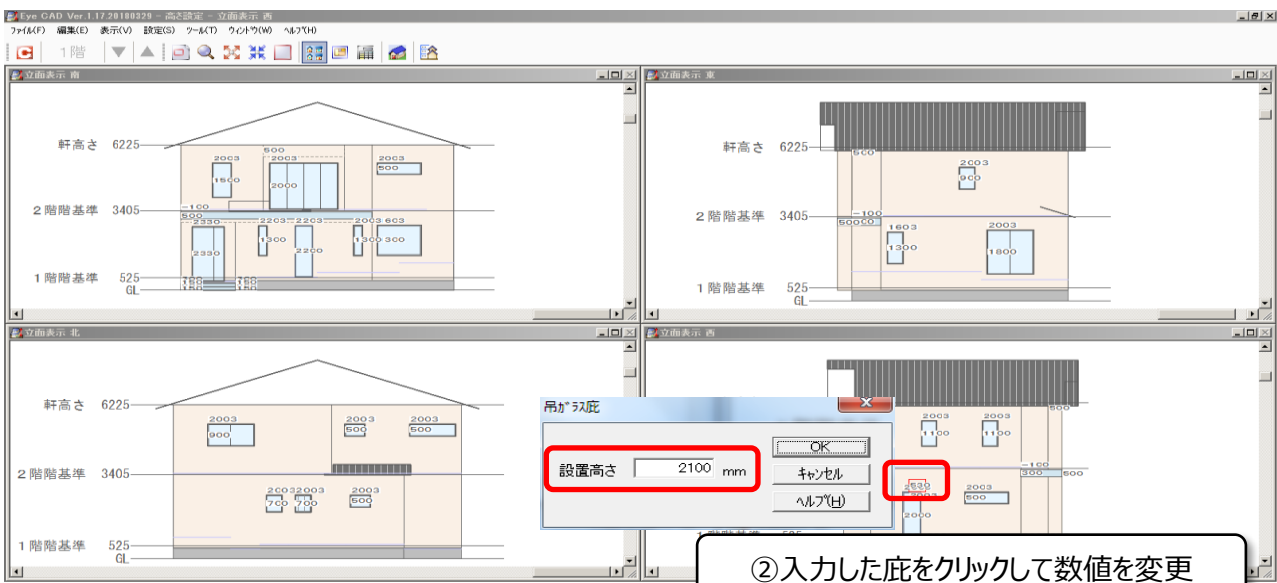 Eye CAD Ver.1.17.20180329 - 高さ設定 - 立面表示 西
ファイル(F) 編集(E) 表示(V) 設定(S) ツール(T) ウィンドウ(W) ヘルプ(H)
1階
立面表示 南
軒高さ 6225
500
2003 2003 2003
500
1500 2000
2階階基準 3405
-100
500
2330 2203 2203 2003 603
1300 1300 300
2330 2200
1階階基準 525
GL
150 150
立面表示 東
軒高さ 6225
500
2003
900
2階階基準 3405
-100
500
1603 2003
1300 1800
1階階基準 525
GL
立面表示 北
軒高さ 6225
2003 2003 2003
900 500 500
2階階基準 3405
2003 2003 2003
700 700 500
1階階基準 525
GL
立面表示 西
500
2003 2003
1100 1100
-100
300 500
530 2003
2003 500
2000
吊ガラス庇
設置高さ 2100 mm
OK
キャンセル
ヘルプ(H)
②入力した庇をクリックして数値を変更